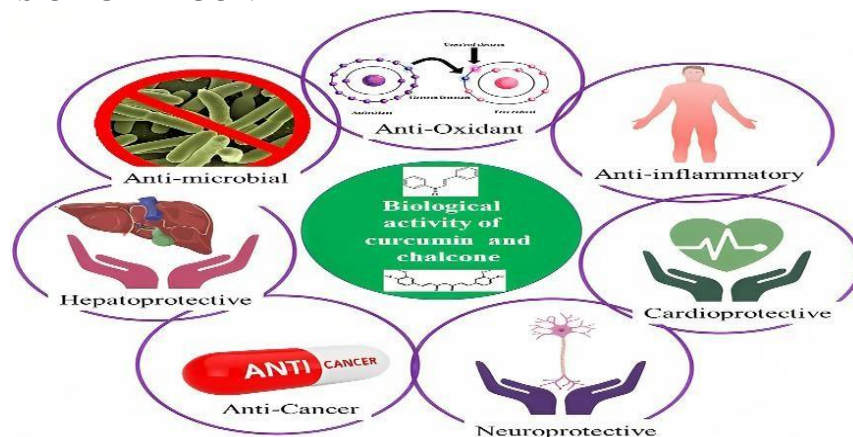 Anti-Oxidant
Anti-microbial
Anti-inflammatory
Biological
activity of
curcumin and
chalcone
Hepatoprotective
Cardioprotective
ANTI CANCER
Anti-Cancer
Neuroprotective